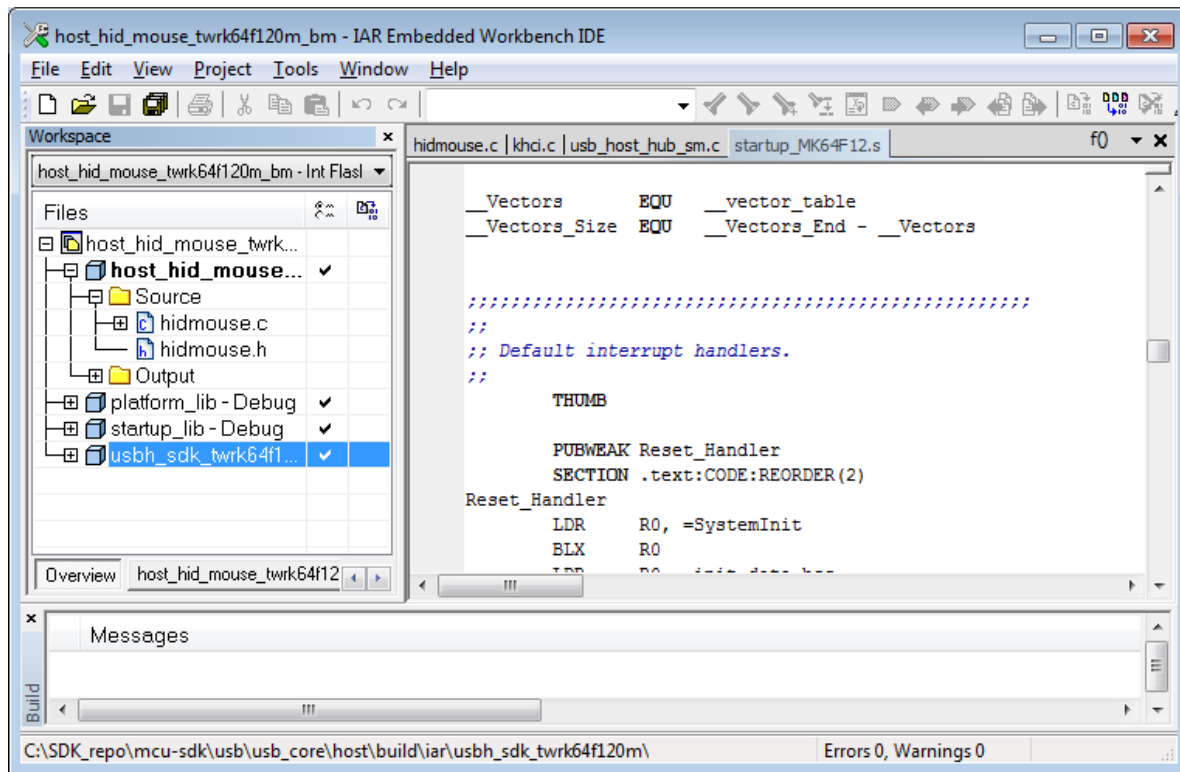 host_hid_mouse_twrk64f120m_bm - IAR Embedded Workbench IDE
File Edit View Project Tools Window Help
Workspace
host_hid_mouse_twrk64f120m_bm - Int Flasl
Files
host_hid_mouse_twrk...
host_hid_mouse...
Source
hidmouse.c
hidmouse.h
Output
platform_lib - Debug
startup_lib - Debug
usbh_sdk_twrk64f1...
Overview host_hid_mouse_twrk64f12
hidmouse.c | khci.c | usb_host_hub_sm.c startup_MK64F12.s f()
__Vectors EQU __vector_table
__Vectors_Size EQU __Vectors_End - __Vectors
;;;;;;;;;;;;;;;;;;;;;;;;;;;;;;;;;;;;;;;;;;;;;;;;;;;;
;;
;; Default interrupt handlers.
;;
THUMB
PUBWEAK Reset_Handler
SECTION .text:CODE:REORDER(2)
Reset_Handler
LDR R0, =SystemInit
BLX R0
Messages
Build
C:\SDK_repo\mcu-sdk\usb\usb_core\host\build\iar\usbh_sdk_twrk64f120m\ Errors 0, Warnings 0